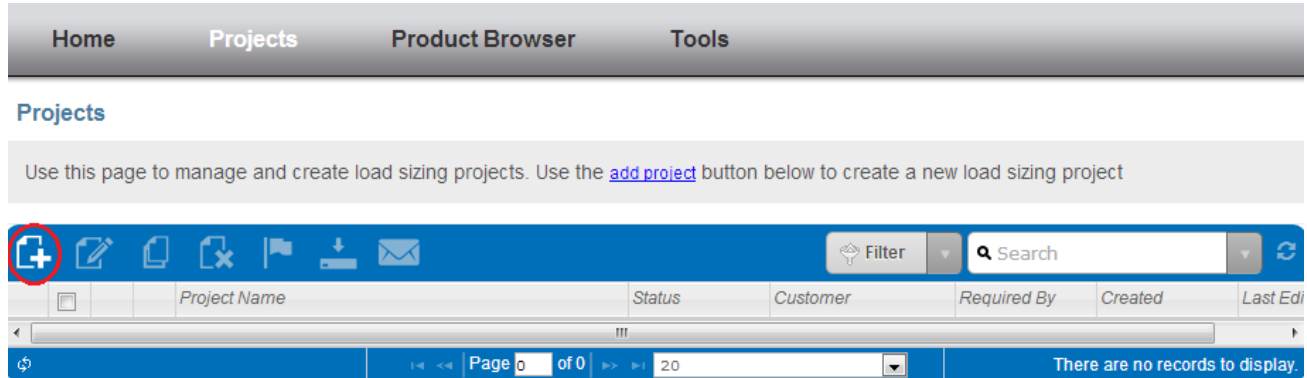 Home Projects Product Browser Tools
Projects
Use this page to manage and create load sizing projects. Use the add project button below to create a new load sizing project
Filter Search
Project Name Status Customer Required By Created Last Edi
Page 0 of 0 20 There are no records to display.